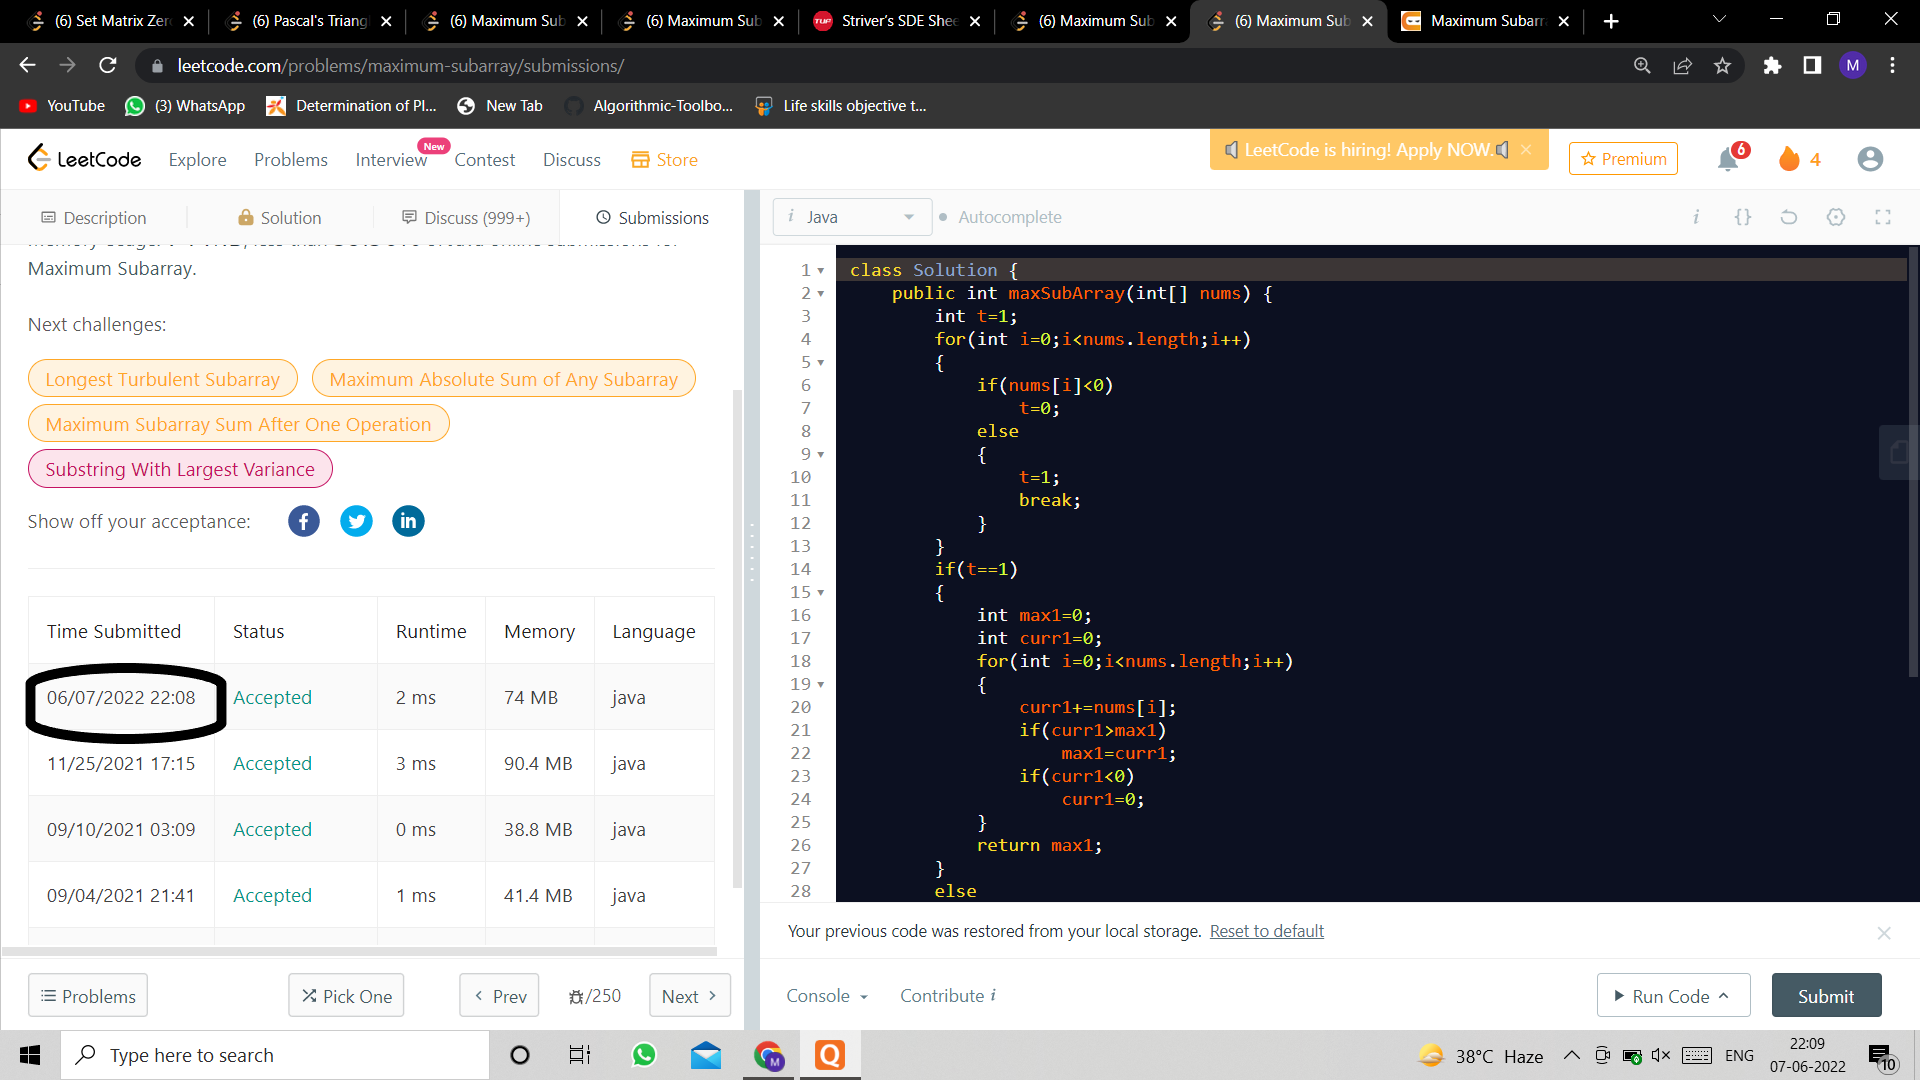 (6) Set Matrix Zer
(6) Pascal's Triang
(6) Maximum Sub
(6) Maximum Sub
Striver's SDE Shee
(6) Maximum Sub
(6) Maximum Sub
Maximum Subarr
leetcode.com/problems/maximum-subarray/submissions/
M
YouTube
(3) WhatsApp
Determination of Pl...
New Tab
Algorithmic-Toolbo...
Life skills objective t...
LeetCode
Explore
Problems
Interview
New
Contest
Discuss
Store
LeetCode is hiring! Apply NOW.
Premium
6
4
Description
Solution
Discuss (999+)
Submissions
i Java
Autocomplete
Maximum Subarray.
Next challenges:
Longest Turbulent Subarray
Maximum Absolute Sum of Any Subarray
Maximum Subarray Sum After One Operation
Substring With Largest Variance
Show off your acceptance:
Time Submitted Status Runtime Memory Language
06/07/2022 22:08 Accepted 2 ms 74 MB java
11/25/2021 17:15 Accepted 3 ms 90.4 MB java
09/10/2021 03:09 Accepted 0 ms 38.8 MB java
09/04/2021 21:41 Accepted 1 ms 41.4 MB java
Problems
Pick One
Prev
/250
Next
1 class Solution {
2 public int maxSubArray(int[] nums) {
3 int t=1;
4 for(int i=0;i<nums.length;i++)
5 {
6 if(nums[i]<0)
7 t=0;
8 else
9 {
10 t=1;
11 break;
12 }
13 }
14 if(t==1)
15 {
16 int max1=0;
17 int curr1=0;
18 for(int i=0;i<nums.length;i++)
19 {
20 curr1+=nums[i];
21 if(curr1>max1)
22 max1=curr1;
23 if(curr1<0)
24 curr1=0;
25 }
26 return max1;
27 }
28 else
Your previous code was restored from your local storage. Reset to default
Console
Contribute i
Run Code
Submit
Type here to search
38°C Haze
ENG
22:09
07-06-2022
10